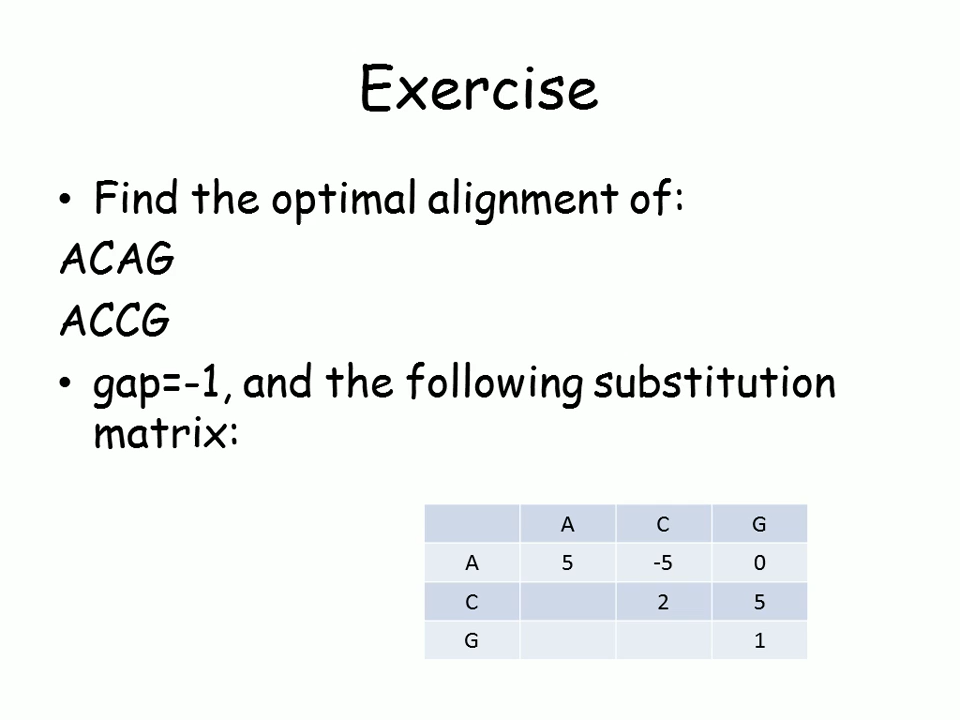 Exercise
• Find the optimal alignment of:
ACAG
ACCG
• gap=-1, and the following substitution
matrix:
A C G
A 5 -5 0
C 2 5
G 1